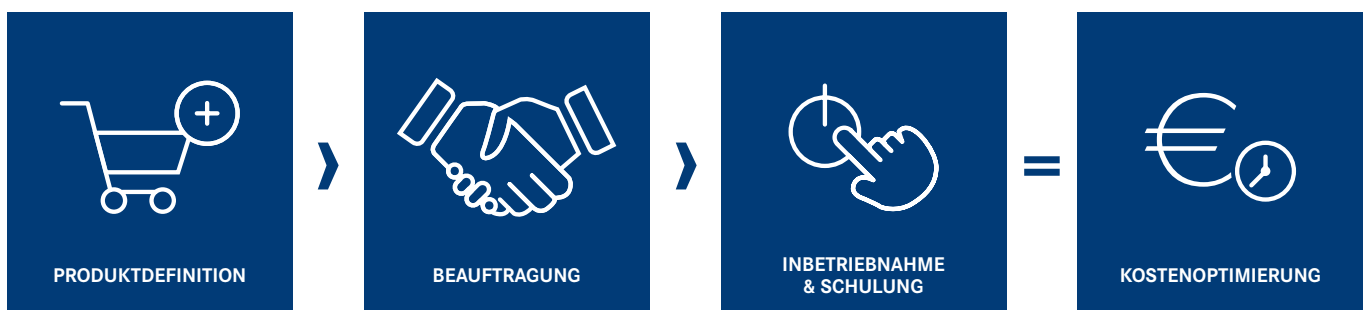 PRODUKTDEFINITION
BEAUFTRAGUNG
INBETRIEBNAHME
& SCHULUNG
=
KOSTENOPTIMIERUNG